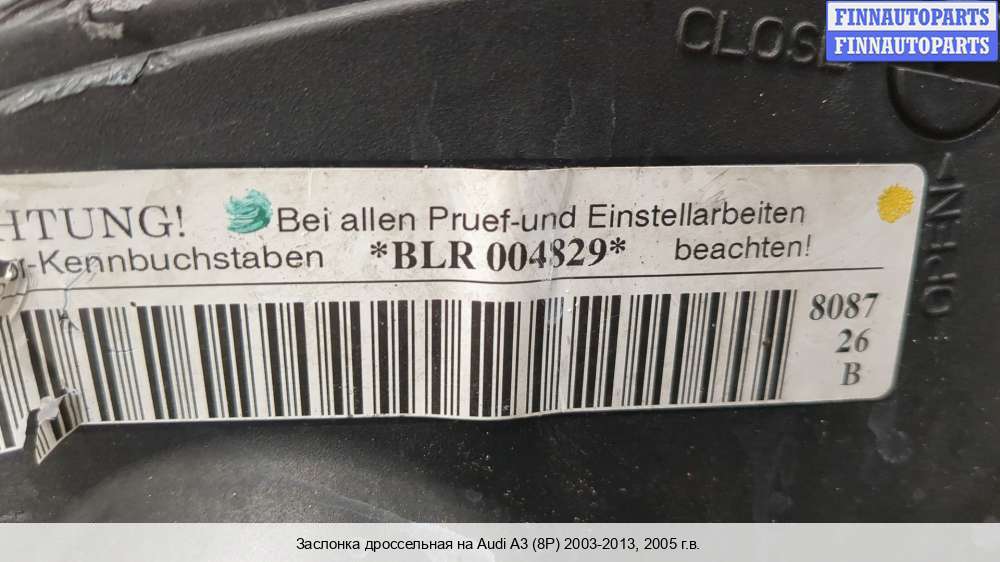 FINNAUTOPARTS
FINNAUTOPARTS
CLOSE
OPEN
HTUNG! Bei allen Pruef-und Einstellarbeiten
-Kennbuchstaben *BLR 004829* beachten!
8087
26
B
Заслонка дроссельная на Audi A3 (8P) 2003-2013, 2005 г.в.